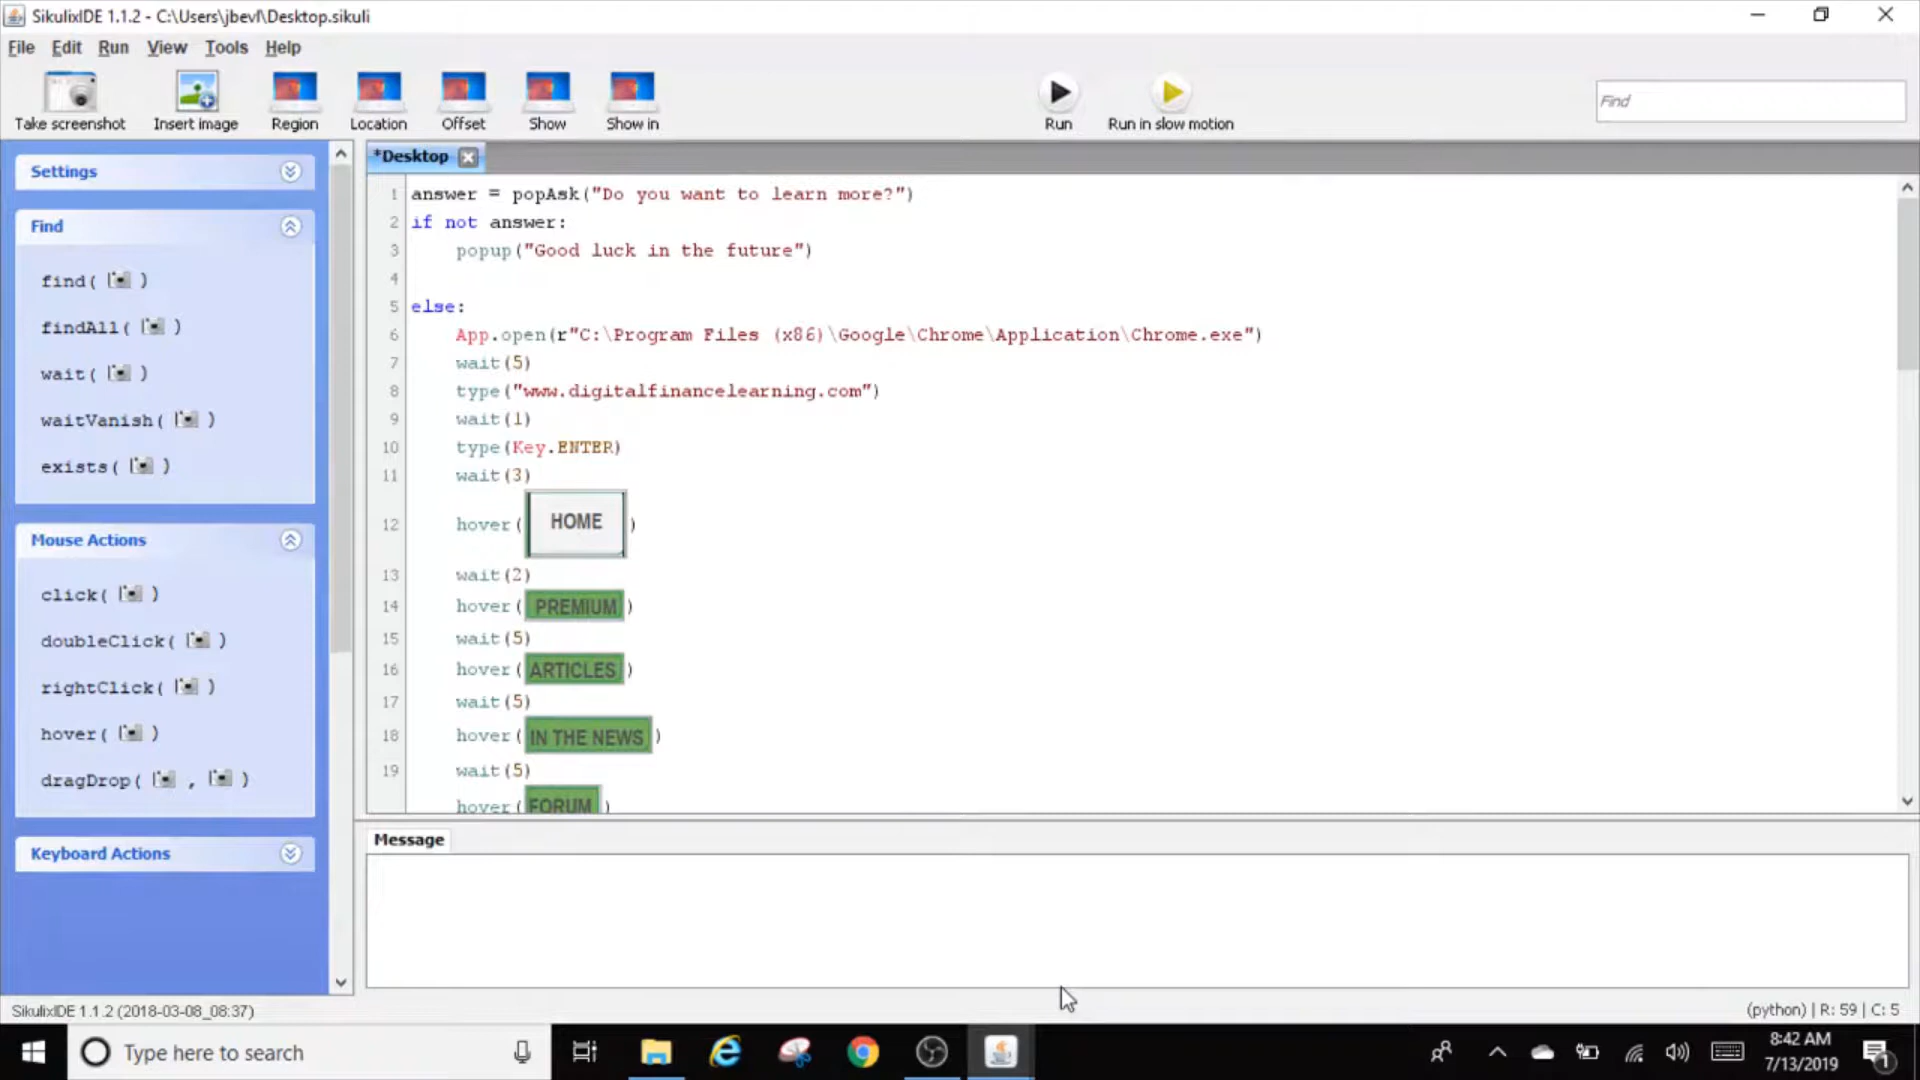 SikulixIDE 1.1.2 - C:\Users\jbevl\Desktop.sikuli
File Edit Run View Tools Help
Take screenshot Insert image Region Location Offset Show Show in Run Run in slow motion Find
Settings
Find
find( )
findAll( )
wait( )
waitVanish( )
exists( )
Mouse Actions
click( )
doubleClick( )
rightClick( )
hover( )
dragDrop( , )
Keyboard Actions
*Desktop
1 answer = popAsk("Do you want to learn more?")
2 if not answer:
3 popup("Good luck in the future")
4
5 else:
6 App.open(r"C:\Program Files (x86)\Google\Chrome\Application\Chrome.exe")
7 wait(5)
8 type("www.digitalfinancelearning.com")
9 wait(1)
10 type(Key.ENTER)
11 wait(3)
12 hover( HOME )
13 wait(2)
14 hover( PREMIUM )
15 wait(5)
16 hover( ARTICLES )
17 wait(5)
18 hover( IN THE NEWS )
19 wait(5)
hover( FORUM )
Message
SikulixIDE 1.1.2 (2018-03-08_08:37) (python) | R: 59 | C: 5
Type here to search
8:42 AM
7/13/2019
1